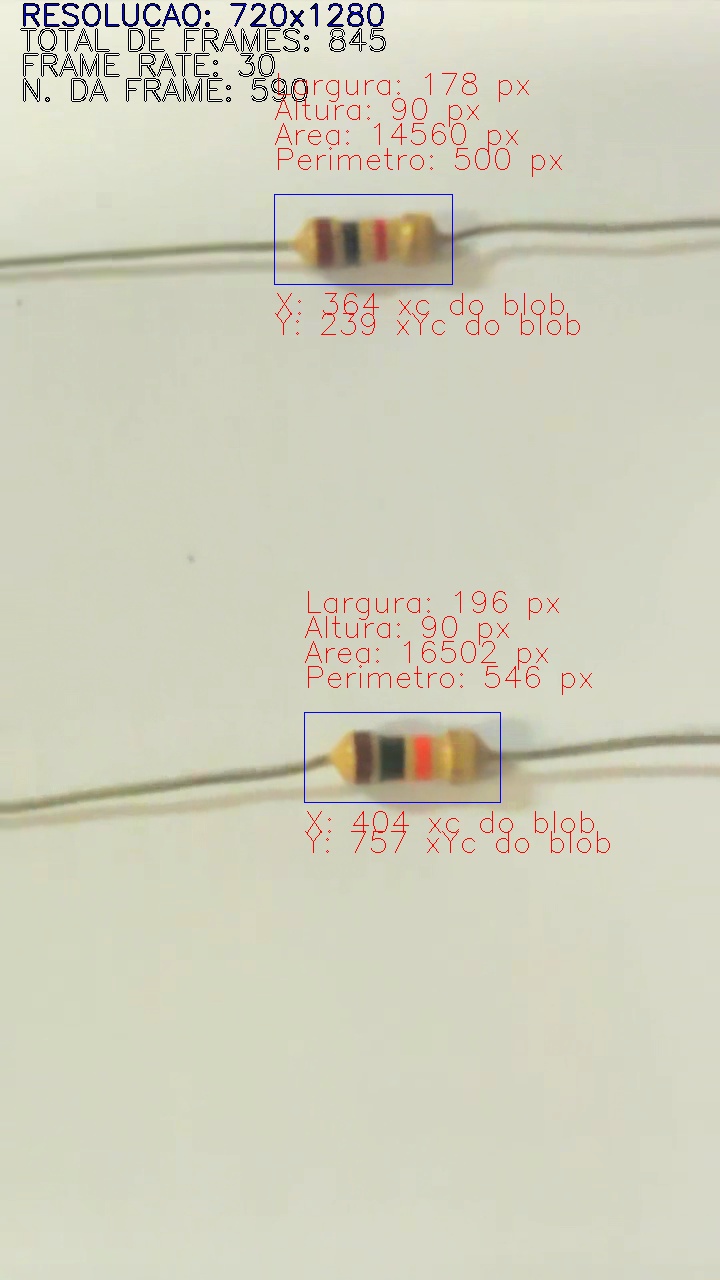 RESOLUCAO: 720x1280
TOTAL DE FRAMES: 845
FRAME RATE: 30
N. DA FRAME: 590
Largura: 178 px
Altura: 90 px
Area: 14560 px
Perimetro: 500 px
X: 364 xc do blob
Y: 239 xYc do blob
Largura: 196 px
Altura: 90 px
Area: 16502 px
Perimetro: 546 px
X: 404 xc do blob
Y: 757 xYc do blob